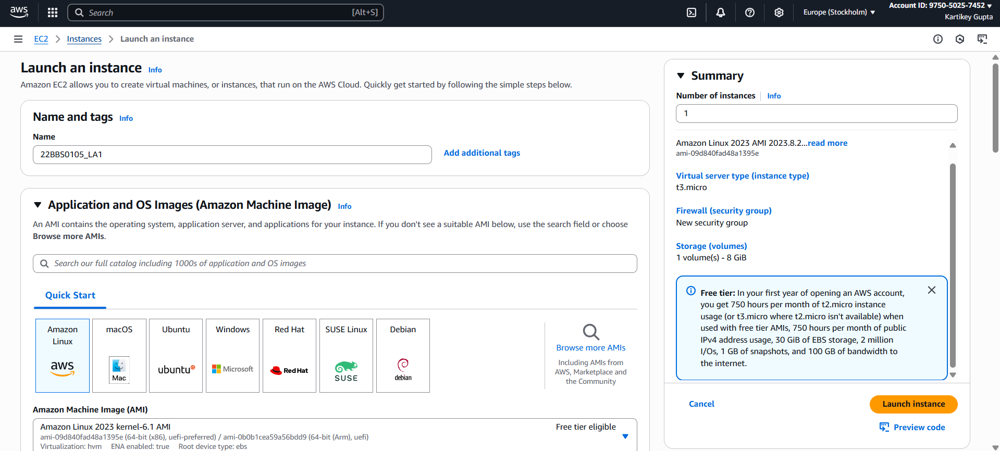 aws
Search
[Alt+S]
Europe (Stockholm)
Account ID: 9750-5025-7452
Kartikey Gupta
EC2
Instances
Launch an instance
Launch an instance
Info
Amazon EC2 allows you to create virtual machines, or instances, that run on the AWS Cloud. Quickly get started by following the simple steps below.
Name and tags
Info
Name
22BBS0105_LA1
Add additional tags
Application and OS Images (Amazon Machine Image)
Info
An AMI contains the operating system, application server, and applications for your instance. If you don't see a suitable AMI below, use the search field or choose
Browse more AMIs.
Search our full catalog including 1000s of application and OS images
Quick Start
Amazon
Linux
aws
macOS
Mac
Ubuntu
ubuntu
Windows
Microsoft
Red Hat
Red Hat
SUSE Linux
SUSE
Debian
debian
Browse more AMIs
Including AMIs from
AWS, Marketplace and
the Community
Amazon Machine Image (AMI)
Amazon Linux 2023 kernel-6.1 AMI
Free tier eligible
ami-09d840fad48a1395e (64-bit (x86), uefi-preferred) / ami-0b0b1cea59a56bdd9 (64-bit (Arm), uefi)
Virtualization: hvm ENA enabled: true Root device type: ebs
Summary
Number of instances
Info
1
Amazon Linux 2023 AMI 2023.8.2...read more
ami-09d840fad48a1395e
Virtual server type (instance type)
t3.micro
Firewall (security group)
New security group
Storage (volumes)
1 volume(s) - 8 GiB
Free tier: In your first year of opening an AWS account,
you get 750 hours per month of t2.micro instance
usage (or t3.micro where t2.micro isn't available) when
used with free tier AMIs, 750 hours per month of public
IPv4 address usage, 30 GiB of EBS storage, 2 million
I/Os, 1 GB of snapshots, and 100 GB of bandwidth to
the internet.
Cancel
Launch instance
Preview code